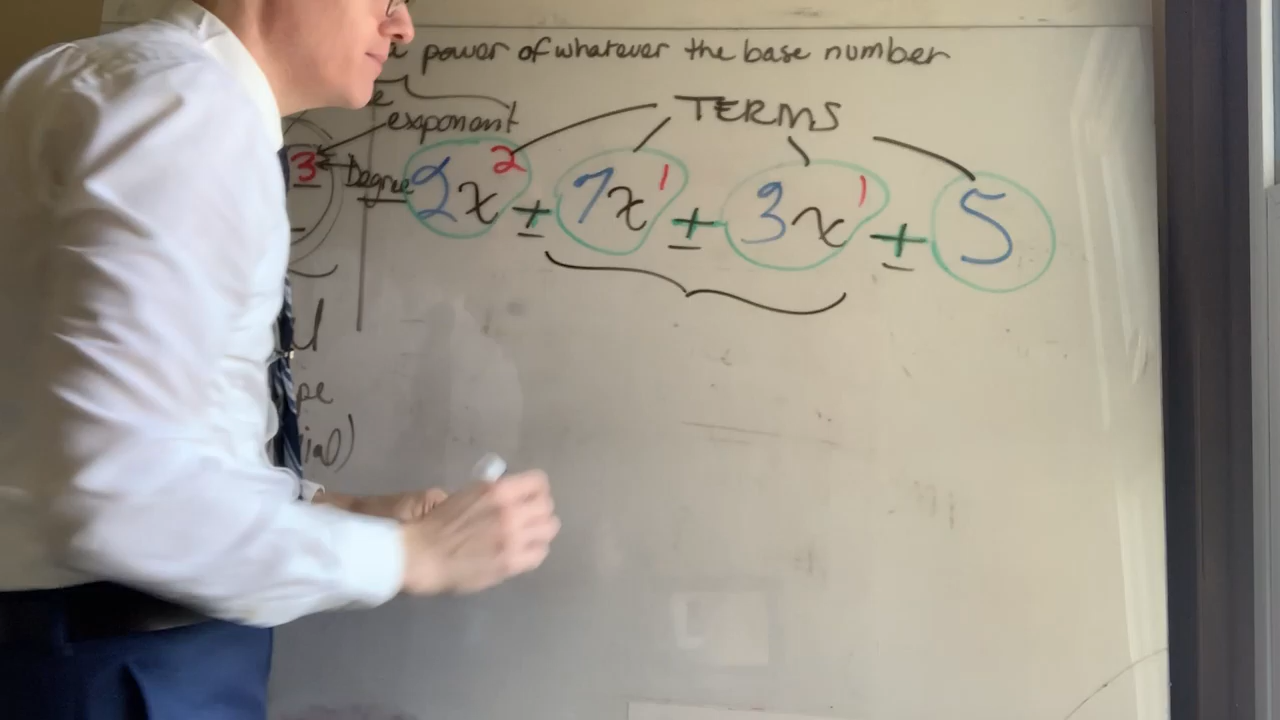 power of whatever the base number
exponent
TERMS
3
Degree
2x² + 7x¹ + 3x¹ + 5